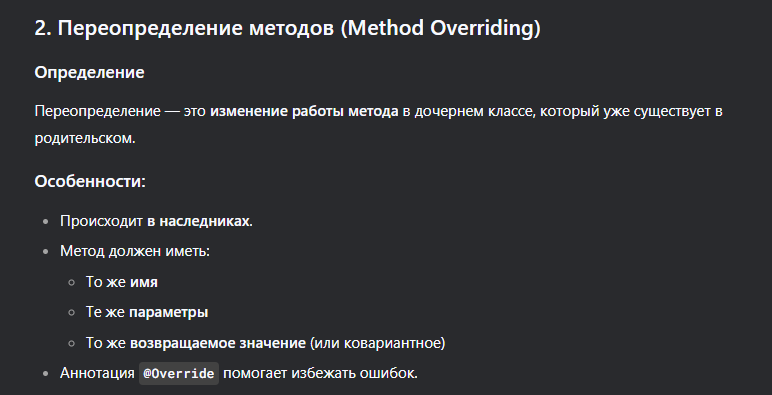 2. Переопределение методов (Method Overriding)
Определение
Переопределение — это изменение работы метода в дочернем классе, который уже существует в
родительском.
Особенности:
• Происходит в наследниках.
• Метод должен иметь:
◦ То же имя
◦ Те же параметры
◦ То же возвращаемое значение (или ковариантное)
• Аннотация @Override помогает избежать ошибок.